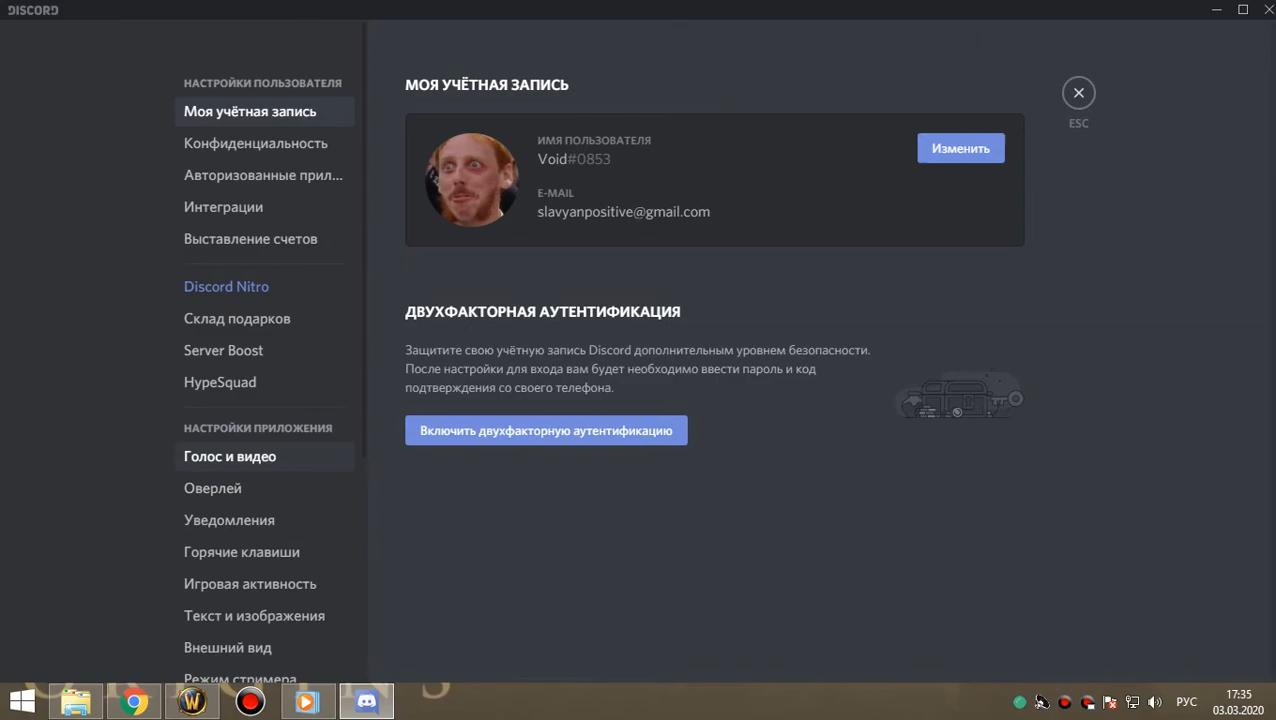 DISCORD
НАСТРОЙКИ ПОЛЬЗОВАТЕЛЯ
Моя учётная запись
Конфиденциальность
Авторизованные прил...
Интеграции
Выставление счетов
Discord Nitro
Склад подарков
Server Boost
HypeSquad
НАСТРОЙКИ ПРИЛОЖЕНИЯ
Голос и видео
Оверлей
Уведомления
Горячие клавиши
Игровая активность
Текст и изображения
Внешний вид
Режим стримера
МОЯ УЧЁТНАЯ ЗАПИСЬ
ИМЯ ПОЛЬЗОВАТЕЛЯ
Void#0853
Изменить
E-MAIL
slavyanpositive@gmail.com
ESC
ДВУХФАКТОРНАЯ АУТЕНТИФИКАЦИЯ
Защитите свою учётную запись Discord дополнительным уровнем безопасности.
После настройки для входа вам будет необходимо ввести пароль и код
подтверждения со своего телефона.
Включить двухфакторную аутентификацию
РУС
17:35
03.03.2020